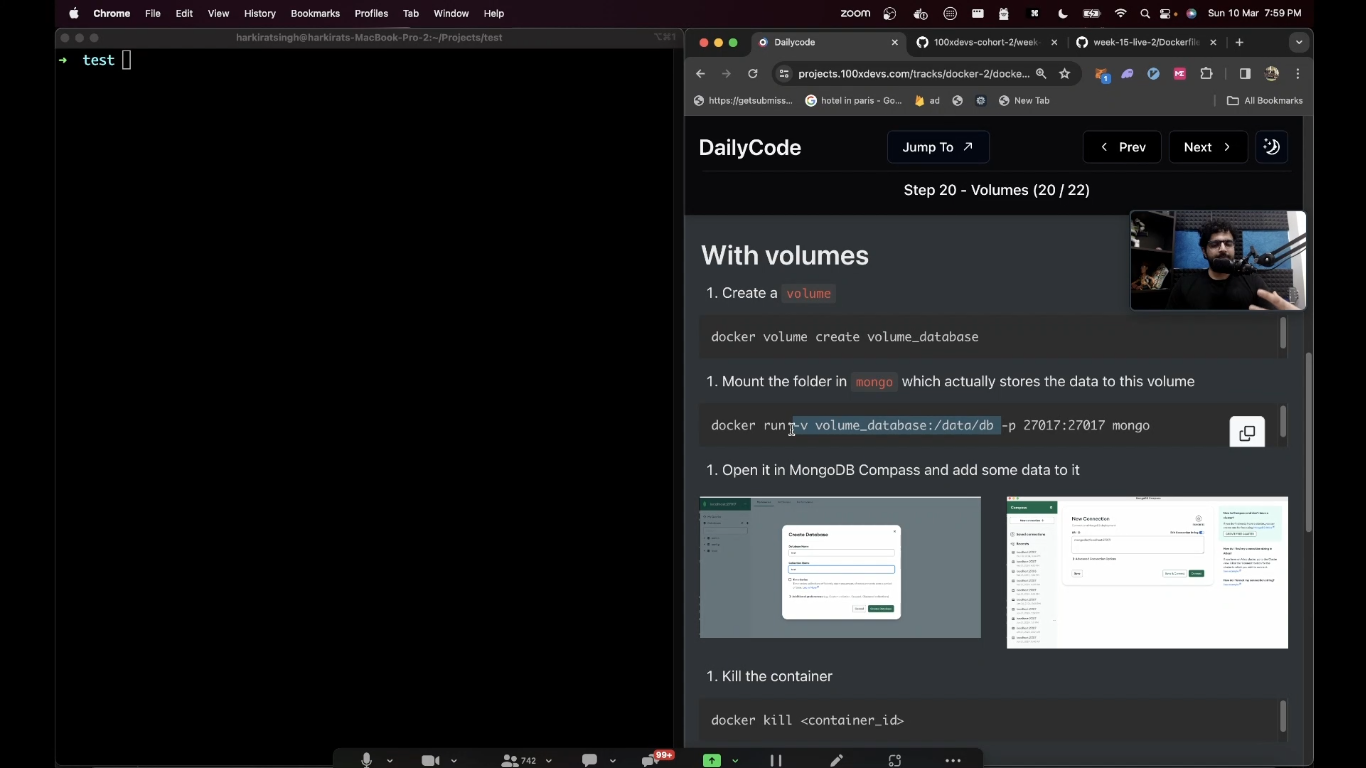 Chrome File Edit View History Bookmarks Profiles Tab Window Help zoom Sun 10 Mar 7:59 PM
harkiratsingh@harkirats-MacBook-Pro-2:~/Projects/test ⌥⌘1
→ test
Dailycode × 100xdevs-cohort-2/week- × week-15-live-2/Dockerfile × +
projects.100xdevs.com/tracks/docker-2/docke...
https://getsubmiss... hotel in paris - Go... ad New Tab All Bookmarks
DailyCode Jump To ↗ < Prev Next >
Step 20 - Volumes (20 / 22)
With volumes
1. Create a volume
docker volume create volume_database
1. Mount the folder in mongo which actually stores the data to this volume
docker run -v volume_database:/data/db -p 27017:27017 mongo
1. Open it in MongoDB Compass and add some data to it
Create Database
New Connection
1. Kill the container
docker kill <container_id>
742 99+